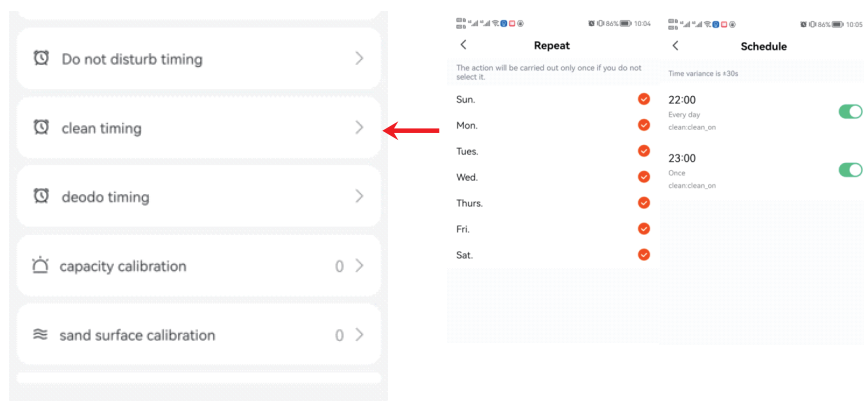 Do not disturb timing
clean timing
deodo timing
capacity calibration 0
sand surface calibration 0
86% 10:04
Repeat
The action will be carried out only once if you do not
select it.
Sun.
Mon.
Tues.
Wed.
Thurs.
Fri.
Sat.
86% 10:05
Schedule
Time variance is ±30s
22:00
Every day
clean:clean_on
23:00
Once
clean:clean_on